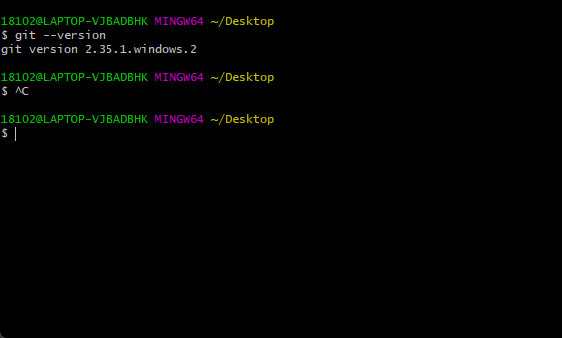 18102@LAPTOP-VJBADBHK MINGW64 ~/Desktop
$ git --version
git version 2.35.1.windows.2
18102@LAPTOP-VJBADBHK MINGW64 ~/Desktop
$ ^C
18102@LAPTOP-VJBADBHK MINGW64 ~/Desktop
$